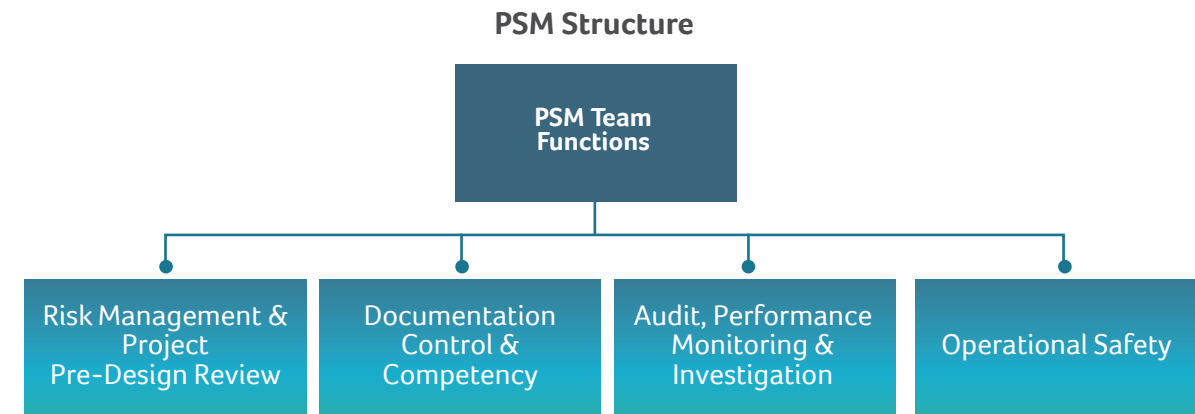 PSM Structure
PSM Team
Functions
Risk Management &
Project
Pre-Design Review
Documentation
Control &
Competency
Audit, Performance
Monitoring &
Investigation
Operational Safety